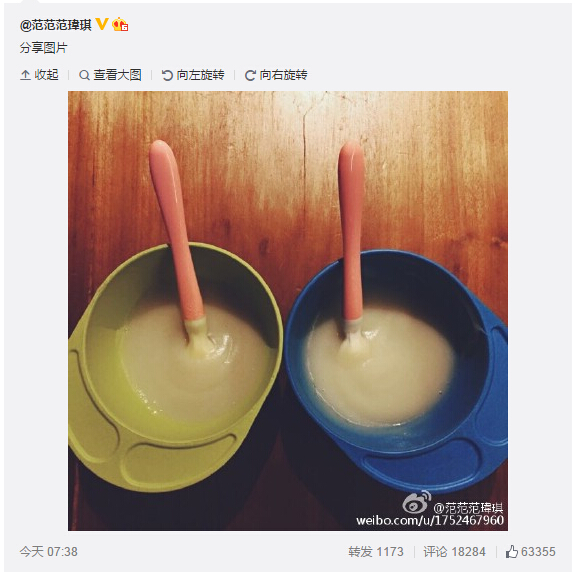 @范范范瑋琪
分享图片
收起 查看大图 向左旋转 向右旋转
@范范范瑋琪
weibo.com/u/1752467960
今天 07:38 转发 1173 评论 18284 63355